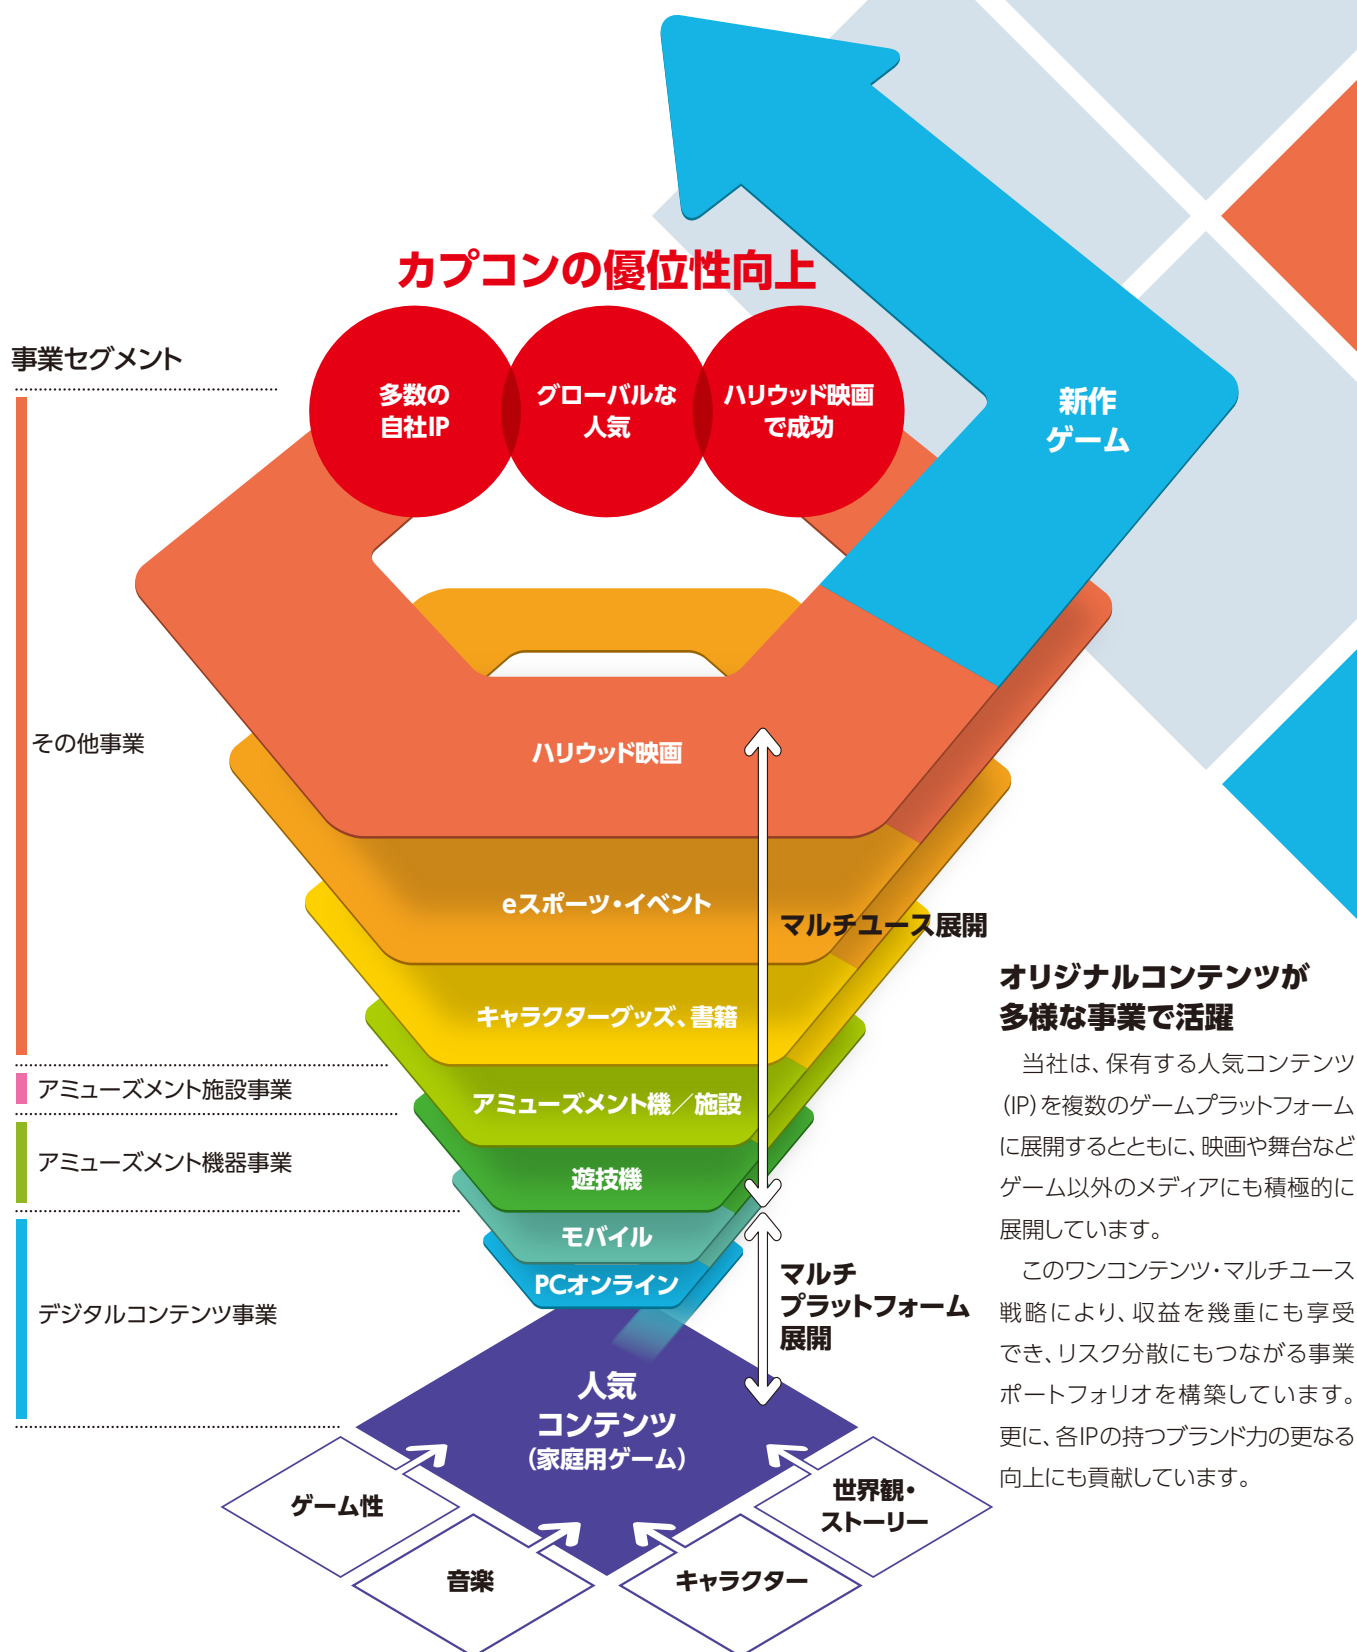 カプコンの優位性向上
事業セグメント
多数の
自社IP
グローバルな
人気
ハリウッド映画
で成功
新作
ゲーム
その他事業
ハリウッド映画
eスポーツ・イベント
マルチユース展開
キャラクターグッズ、書籍
アミューズメント施設事業
アミューズメント機／施設
アミューズメント機器事業
遊技機
モバイル
PCオンライン
デジタルコンテンツ事業
マルチ
プラットフォーム
展開
人気
コンテンツ
（家庭用ゲーム）
ゲーム性
音楽
キャラクター
世界観・
ストーリー
オリジナルコンテンツが
多様な事業で活躍
当社は、保有する人気コンテンツ
(IP)を複数のゲームプラットフォーム
に展開するとともに、映画や舞台など
ゲーム以外のメディアにも積極的に
展開しています。
このワンコンテンツ・マルチユース
戦略により、収益を幾重にも享受
でき、リスク分散にもつながる事業
ポートフォリオを構築しています。
更に、各IPの持つブランド力の更なる
向上にも貢献しています。